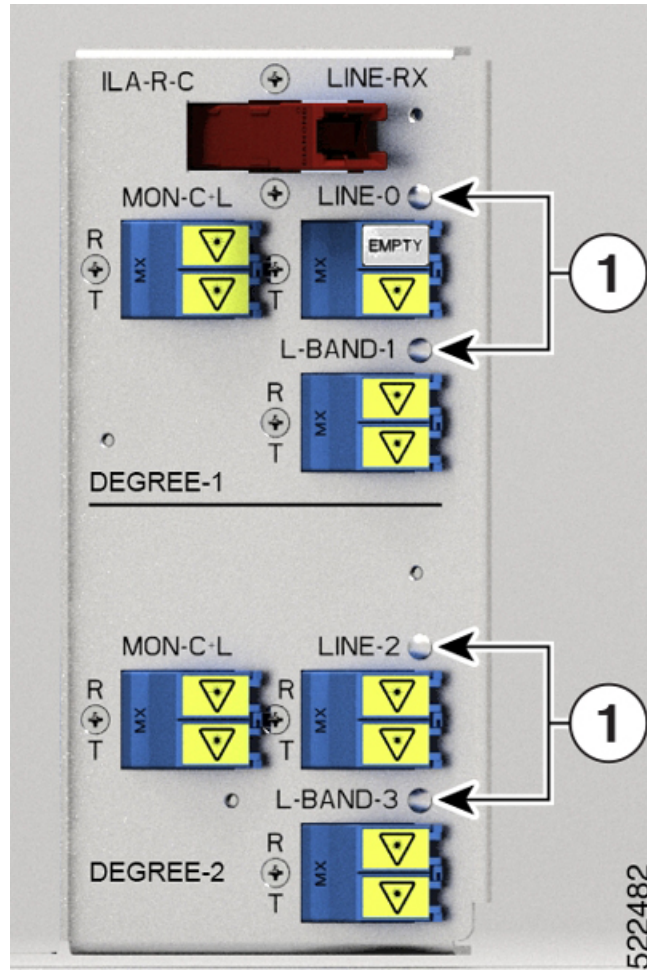 ILA-R-C LINE-RX
MON-C+L LINE-0
R
MX
MX
EMPTY
T
T
1
L-BAND-1
R
MX
T
DEGREE-1
MON-C+L LINE-2
R
R
MX
MX
T
T
1
L-BAND-3
R
DEGREE-2
MX
T
522482